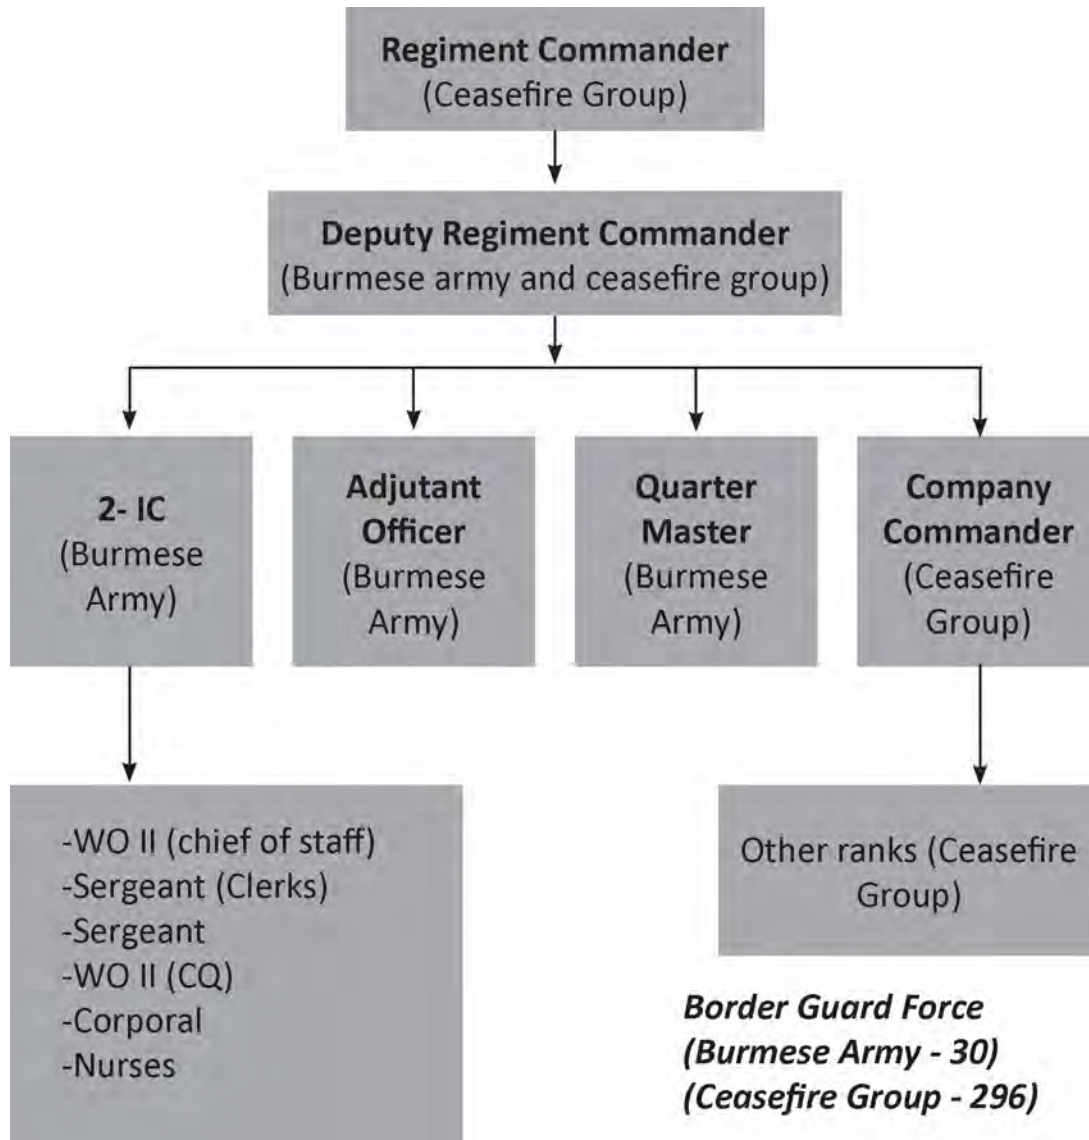 Regiment Commander
(Ceasefire Group)
Deputy Regiment Commander
(Burmese army and ceasefire group)
2- IC
(Burmese
Army)
Adjutant
Officer
(Burmese
Army)
Quarter
Master
(Burmese
Army)
Company
Commander
(Ceasefire
Group)
-WO II (chief of staff)
-Sergeant (Clerks)
-Sergeant
-WO II (CQ)
-Corporal
-Nurses
Other ranks (Ceasefire
Group)
Border Guard Force
(Burmese Army - 30)
(Ceasefire Group - 296)